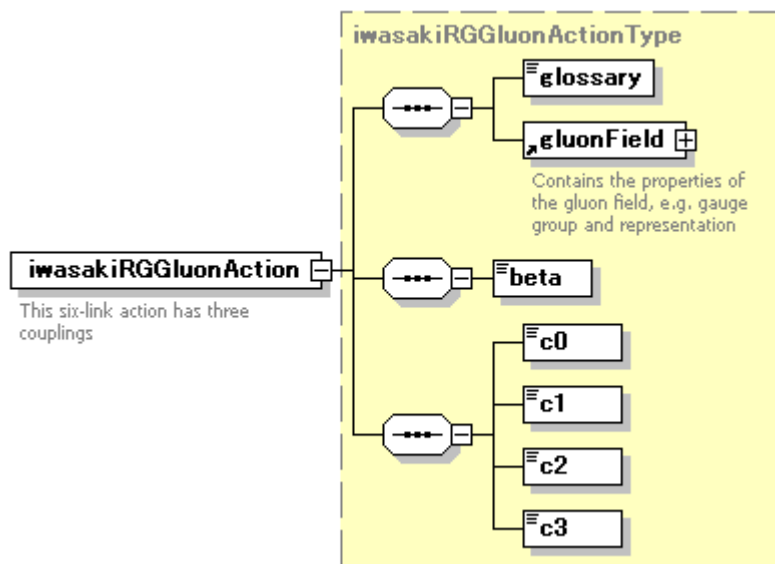 iwasakiRGGluonActionType
glossary
gluonField
Contains the properties of
the gluon field, e.g. gauge
group and representation
iwasakiRGGluonAction
This six-link action has three
couplings
beta
c0
c1
c2
c3